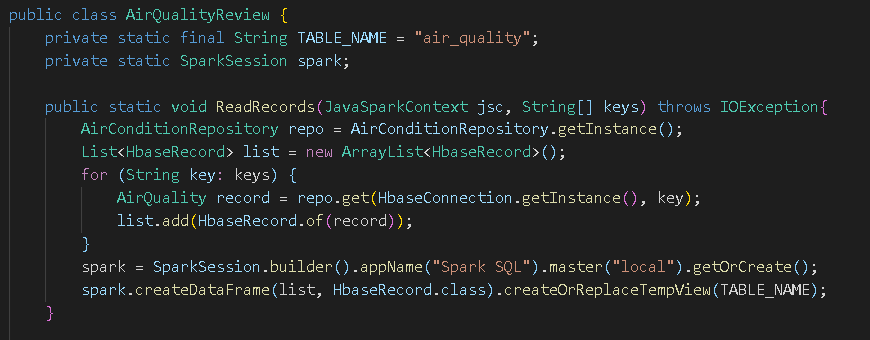 public class AirQualityReview {
    private static final String TABLE_NAME = "air_quality";
    private static SparkSession spark;

    public static void ReadRecords(JavaSparkContext jsc, String[] keys) throws IOException{
        AirConditionRepository repo = AirConditionRepository.getInstance();
        List<HbaseRecord> list = new ArrayList<HbaseRecord>();
        for (String key: keys) {
            AirQuality record = repo.get(HbaseConnection.getInstance(), key);
            list.add(HbaseRecord.of(record));
        }
        spark = SparkSession.builder().appName("Spark SQL").master("local").getOrCreate();
        spark.createDataFrame(list, HbaseRecord.class).createOrReplaceTempView(TABLE_NAME);
    }